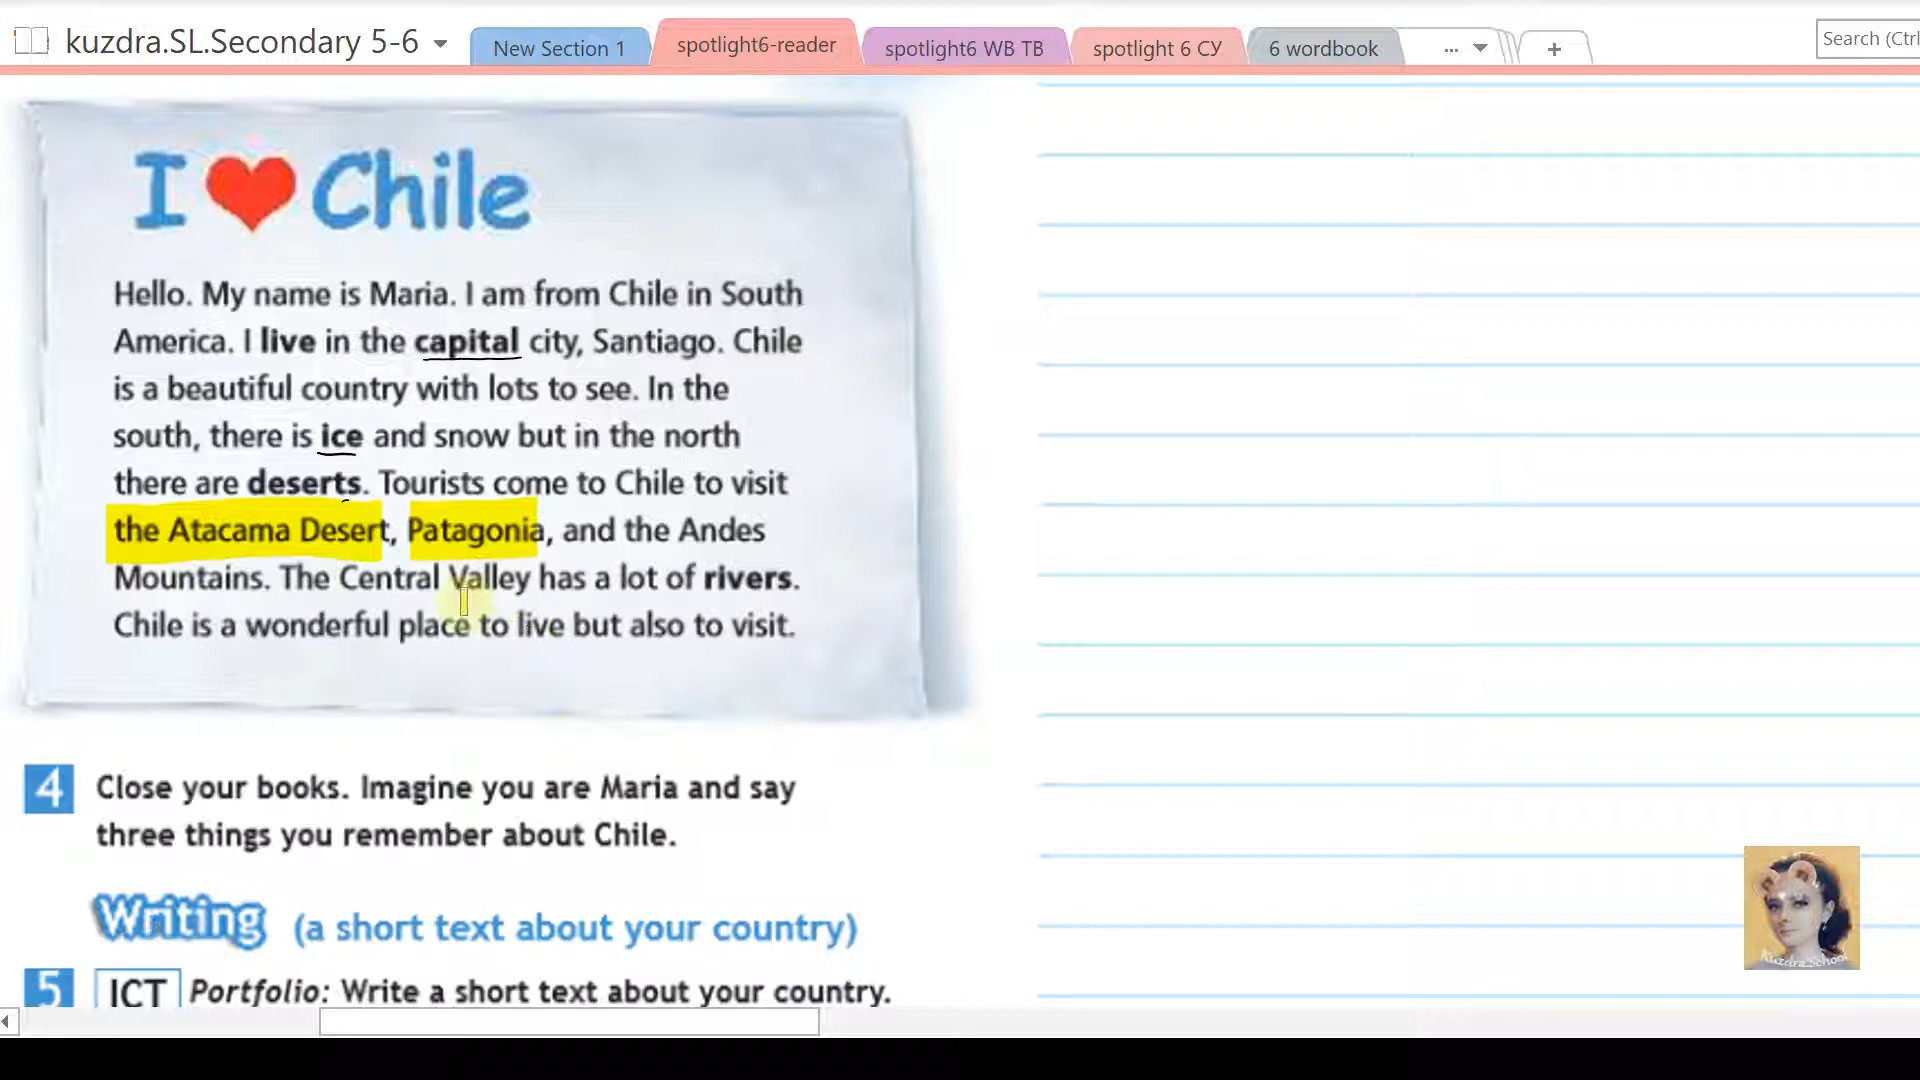 kuzdra.SL.Secondary 5-6
New Section 1
spotlight6-reader
spotlight6 WB TB
spotlight 6 СУ
6 wordbook
...
+
Search (Ctrl
I ❤ Chile
Hello. My name is Maria. I am from Chile in South
America. I live in the capital city, Santiago. Chile
is a beautiful country with lots to see. In the
south, there is ice and snow but in the north
there are deserts. Tourists come to Chile to visit
the Atacama Desert, Patagonia, and the Andes
Mountains. The Central Valley has a lot of rivers.
Chile is a wonderful place to live but also to visit.
4 Close your books. Imagine you are Maria and say
three things you remember about Chile.
Writing (a short text about your country)
5 ICT Portfolio: Write a short text about your country.
Kuzdra.School